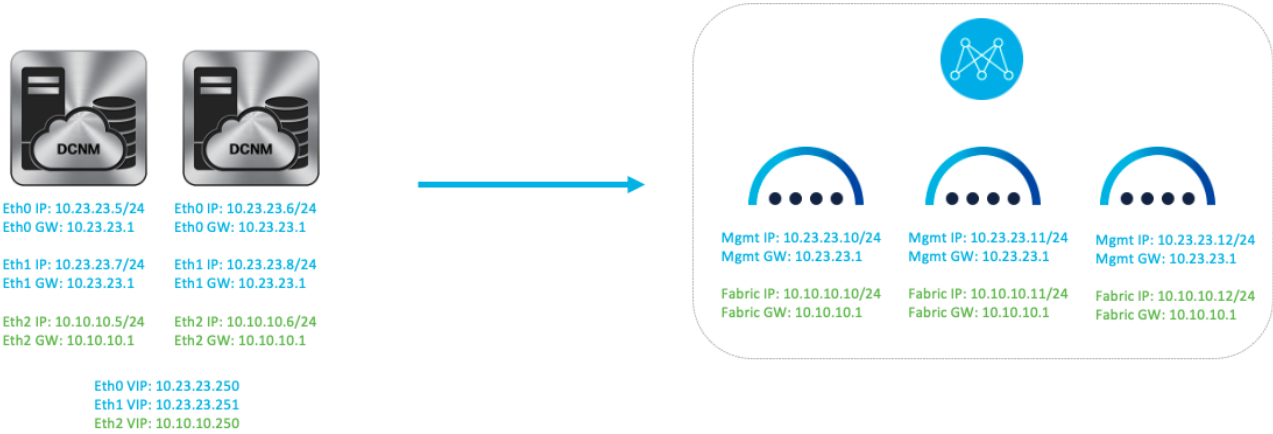 DCNM
Eth0 IP: 10.23.23.5/24
Eth0 GW: 10.23.23.1
Eth1 IP: 10.23.23.7/24
Eth1 GW: 10.23.23.1
Eth2 IP: 10.10.10.5/24
Eth2 GW: 10.10.10.1
DCNM
Eth0 IP: 10.23.23.6/24
Eth0 GW: 10.23.23.1
Eth1 IP: 10.23.23.8/24
Eth1 GW: 10.23.23.1
Eth2 IP: 10.10.10.6/24
Eth2 GW: 10.10.10.1
Eth0 VIP: 10.23.23.250
Eth1 VIP: 10.23.23.251
Eth2 VIP: 10.10.10.250
Mgmt IP: 10.23.23.10/24
Mgmt GW: 10.23.23.1
Fabric IP: 10.10.10.10/24
Fabric GW: 10.10.10.1
Mgmt IP: 10.23.23.11/24
Mgmt GW: 10.23.23.1
Fabric IP: 10.10.10.11/24
Fabric GW: 10.10.10.1
Mgmt IP: 10.23.23.12/24
Mgmt GW: 10.23.23.1
Fabric IP: 10.10.10.12/24
Fabric GW: 10.10.10.1